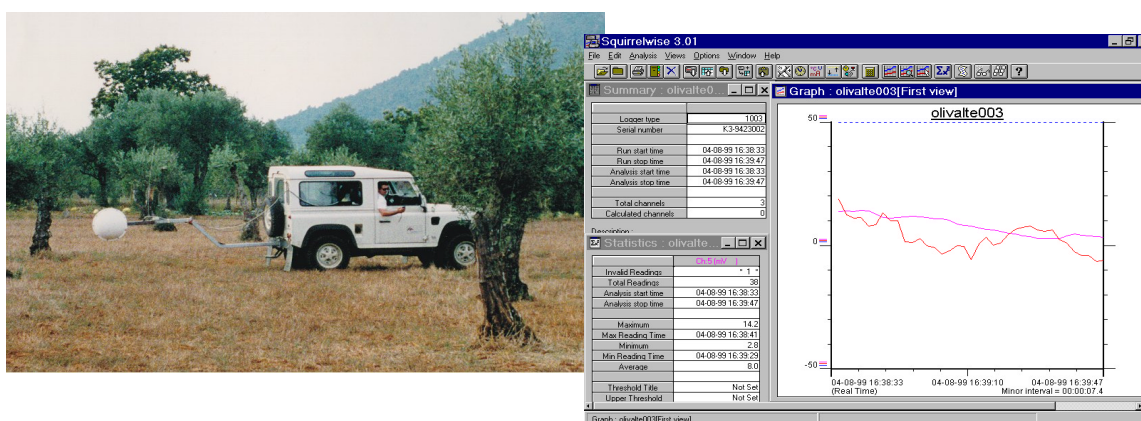 Squirrelwise 3.01
File Edit Analysis Views Options Window Help
Summary : olivalte0...
Logger type 1003
Serial number K3-9423002
Run start time 04-08-99 16:38:33
Run stop time 04-08-99 16:39:47
Analysis start time 04-08-99 16:38:33
Analysis stop time 04-08-99 16:39:47
Total channels 3
Calculated channels 0
Description :
Statistics : olivalte...
Ch:5 (mV )
Invalid Readings * 1 *
Total Readings 38
Analysis start time 04-08-99 16:38:33
Analysis stop time 04-08-99 16:39:47
Maximum 14.2
Max Reading Time 04-08-99 16:38:41
Minimum 2.8
Min Reading Time 04-08-99 16:39:29
Average 8.0
Threshold Title Not Set
Upper Threshold Not Set
Graph : olivalte003[First view]
olivalte003
50
0
-50
04-08-99 16:38:33 04-08-99 16:39:10 04-08-99 16:39:47
(Real Time) Minor interval = 00:00:07.4
Graph : olivalte003[First view]